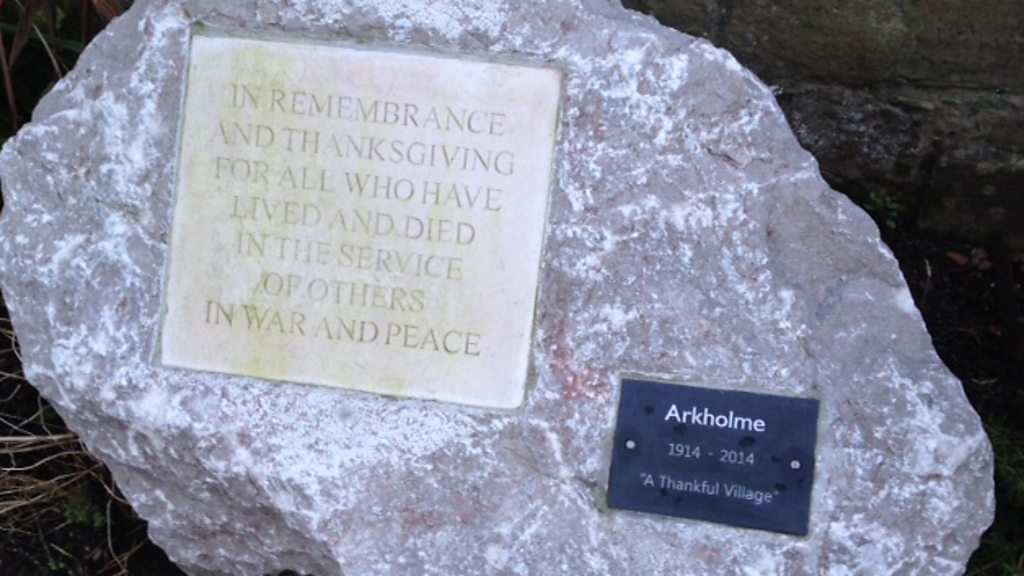 IN REMEMBRANCE
AND THANKSGIVING
FOR ALL WHO HAVE
LIVED AND DIED
IN THE SERVICE
OF OTHERS
IN WAR AND PEACE
Arkholme
1914 - 2014
"A Thankful Village"